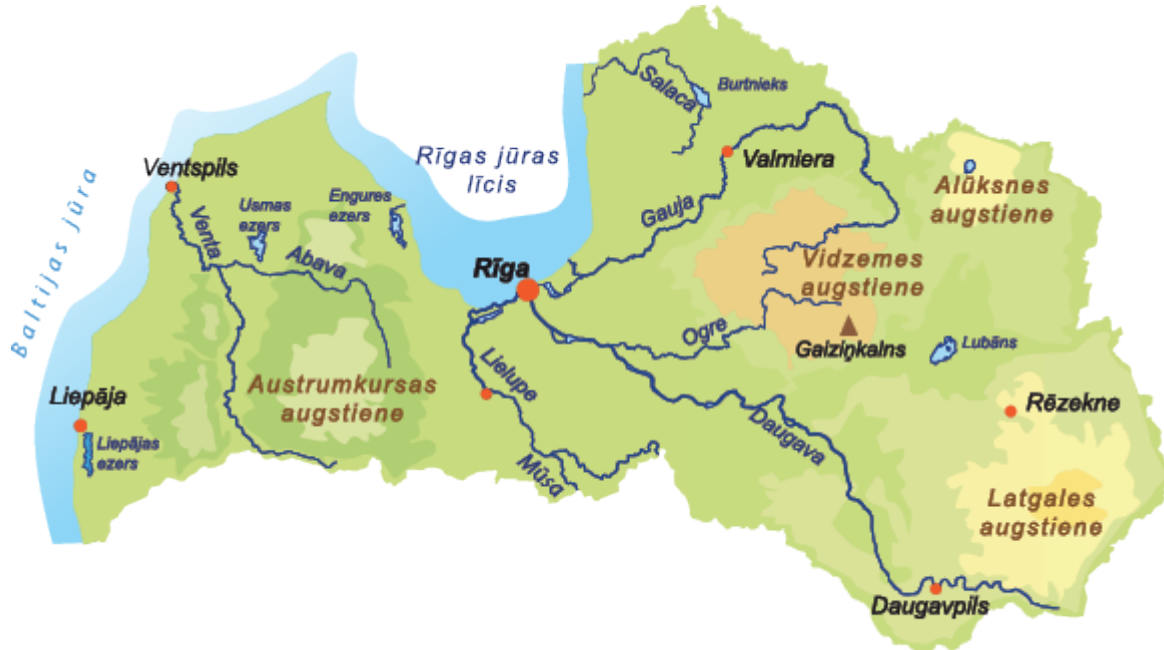 Salaca
Burtnieks
Rīgas jūras
līcis
Valmiera
Ventspils
Alūksnes
augstiene
Engures
ezers
Usmas
ezers
Gauja
Venta
Abava
Baltijas jūra
Rīga
Vidzemes
augstiene
Ogre
Gaiziņkalns
Lubāns
Lielupe
Austrumkursas
augstiene
Liepāja
Rēzekne
Daugava
Liepājas
ezers
Mūsa
Latgales
augstiene
Daugavpils